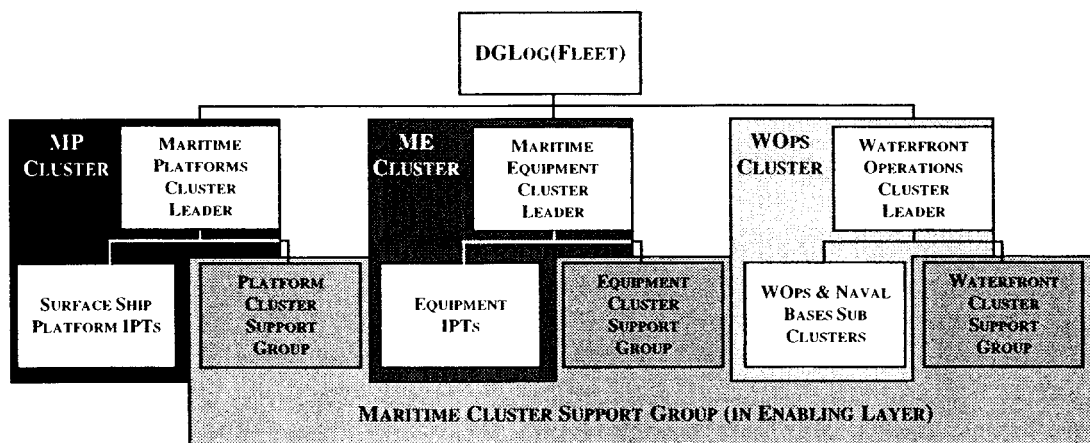 DGLOG(FLEET)
MP
CLUSTER
MARITIME
PLATFORMS
CLUSTER
LEADER
ME
CLUSTER
MARITIME
EQUIPMENT
CLUSTER
LEADER
WOPS
CLUSTER
WATERFRONT
OPERATIONS
CLUSTER
LEADER
SURFACE SHIP
PLATFORM IPTS
PLATFORM
CLUSTER
SUPPORT
GROUP
EQUIPMENT
IPTS
EQUIPMENT
CLUSTER
SUPPORT
GROUP
WOPS & NAVAL
BASES SUB
CLUSTERS
WATERFRONT
CLUSTER
SUPPORT
GROUP
MARITIME CLUSTER SUPPORT GROUP (IN ENABLING LAYER)